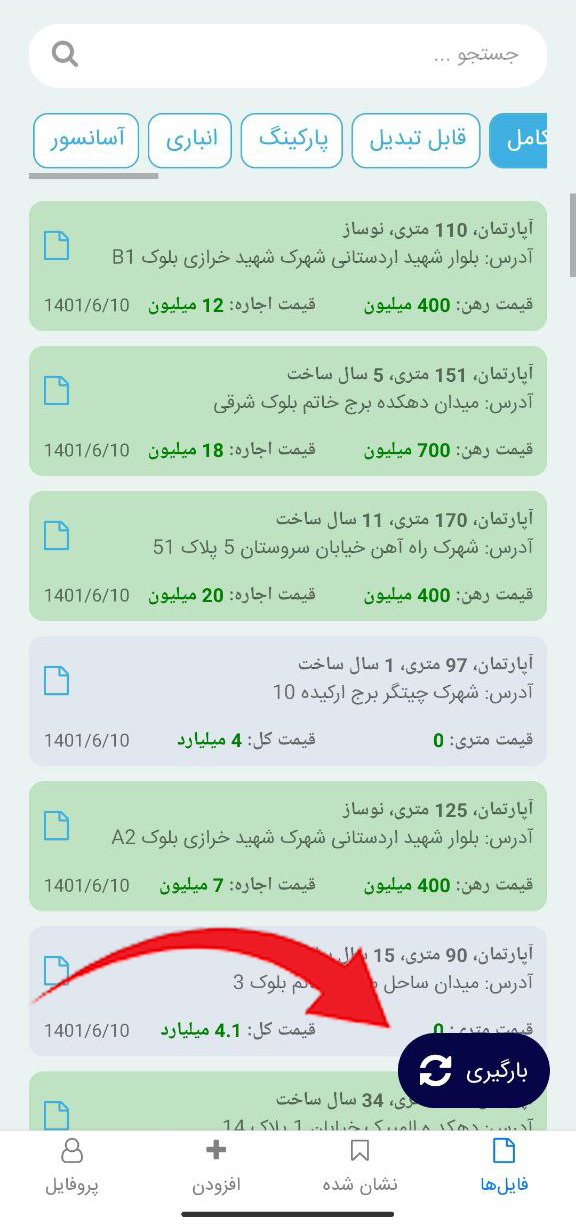 جستجو ...
کامل
قابل تبدیل
پارکینگ
انباری
آسانسور
آپارتمان، 110 متری، نوساز
آدرس: بلوار شهید اردستانی شهرک شهید خرازی بلوک B1
قیمت رهن: 400 میلیون قیمت اجاره: 12 میلیون 1401/6/10
آپارتمان، 151 متری، 5 سال ساخت
آدرس: میدان دهکده برج خاتم بلوک شرقی
قیمت رهن: 700 میلیون قیمت اجاره: 18 میلیون 1401/6/10
آپارتمان، 170 متری، 11 سال ساخت
آدرس: شهرک راه آهن خیابان سروستان 5 پلاک 51
قیمت رهن: 400 میلیون قیمت اجاره: 20 میلیون 1401/6/10
آپارتمان، 97 متری، 1 سال ساخت
آدرس: شهرک چیتگر برج ارکیده 10
قیمت متری: 0 قیمت کل: 4 میلیارد 1401/6/10
آپارتمان، 125 متری، نوساز
آدرس: بلوار شهید اردستانی شهرک شهید خرازی بلوک A2
قیمت رهن: 400 میلیون قیمت اجاره: 7 میلیون 1401/6/10
آپارتمان، 90 متری، 15 سال
آدرس: میدان ساحل بلوک 3
قیمت متری: 0 قیمت کل: 4.1 میلیارد 1401/6/10
بارگیری
34 سال ساخت
آدرس: دهکده المپیک خیابان 1 پلاک 14
فایل‌ها
نشان شده
افزودن
پروفایل